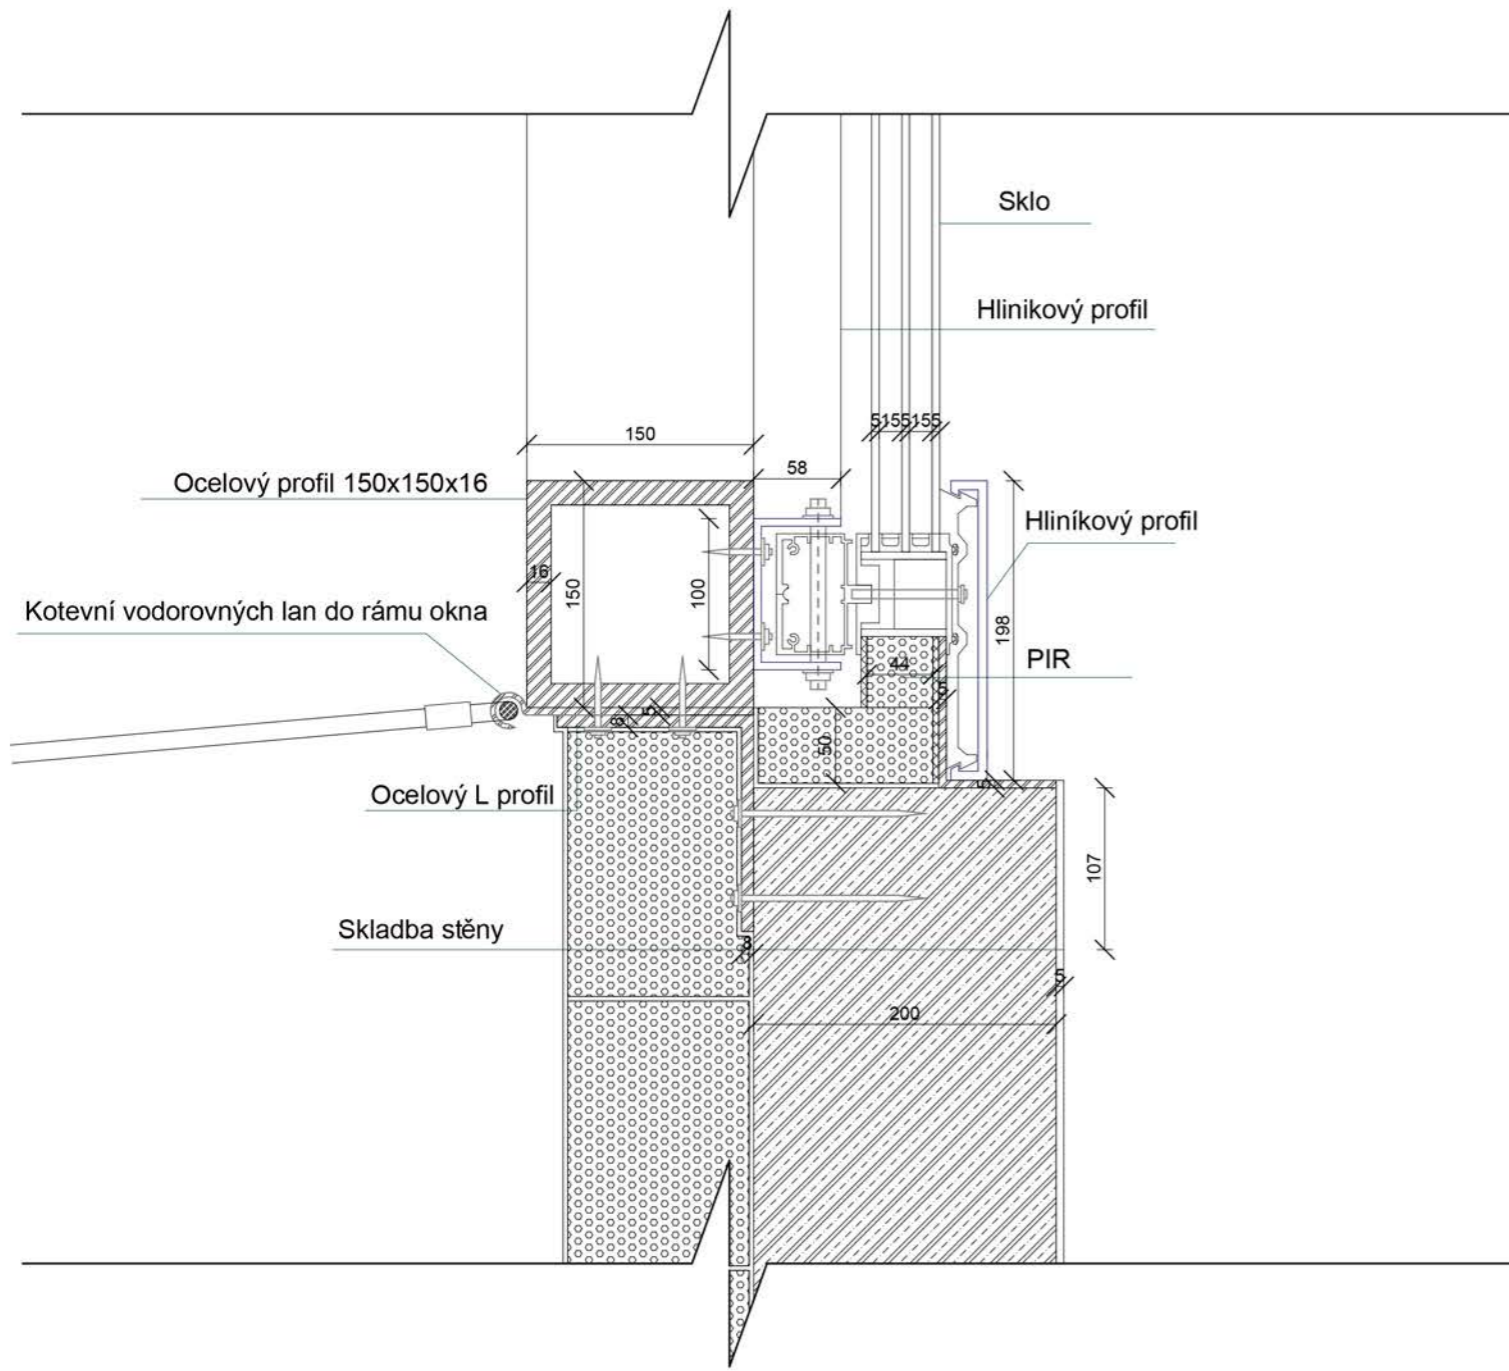 Sklo
Hlinikový profil
5155155
150
58
Ocelový profil 150x150x16
Hliníkový profil
16
150
100
Kotevní vodorovných lan do rámu okna
198
44
PIR
5
8
5
50
Ocelový L profil
5
107
Skladba stěny
8
5
200